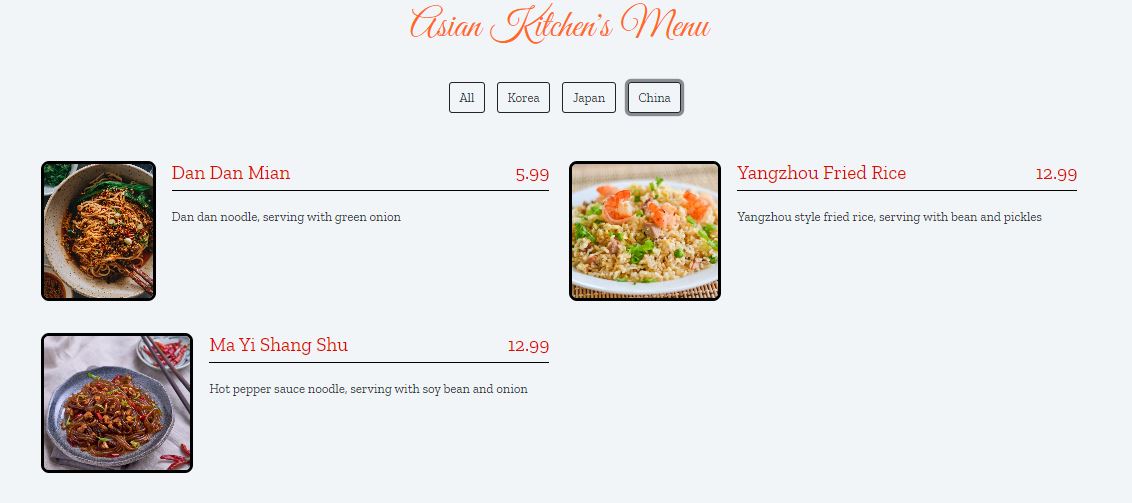 Asian Kitchen's Menu
All Korea Japan China
Dan Dan Mian 5.99
Dan dan noodle, serving with green onion
Yangzhou Fried Rice 12.99
Yangzhou style fried rice, serving with bean and pickles
Ma Yi Shang Shu 12.99
Hot pepper sauce noodle, serving with soy bean and onion